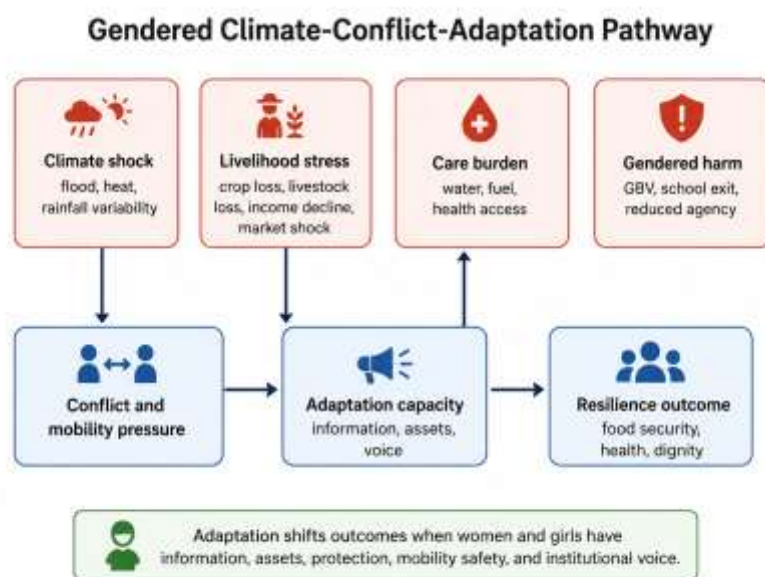 Gendered Climate-Conflict-Adaptation Pathway
Climate shock
flood, heat,
rainfall variability
Livelihood stress
crop loss, livestock
loss, income decline,
market shock
Care burden
water, fuel,
health access
Gendered harm
GBV, school exit,
reduced agency
Conflict and
mobility pressure
Adaptation capacity
information, assets,
voice
Resilience outcome
food security,
health, dignity
Adaptation shifts outcomes when women and girls have
information, assets, protection, mobility safety, and institutional voice.